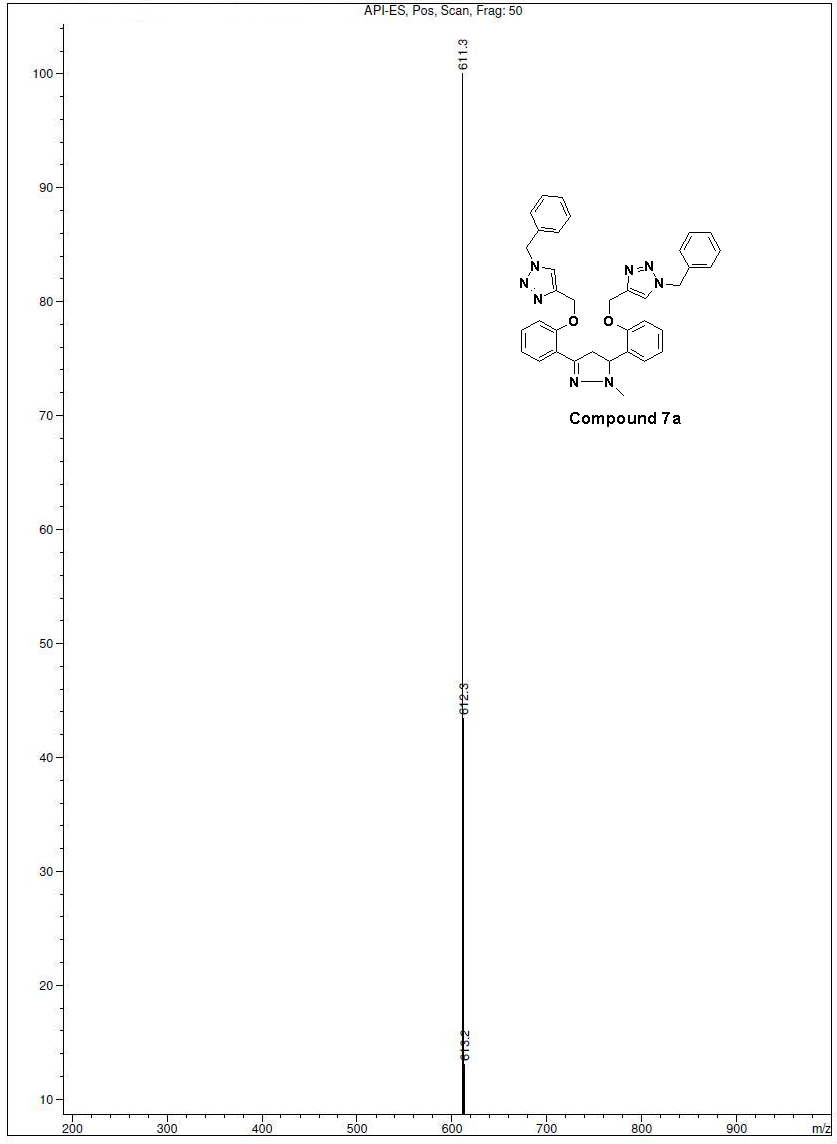 API-ES, Pos, Scan, Frag: 50
611.3
100
90
N
N
N
N
N
N
80
O
O
N
N
Compound 7a
70
60
50
612.3
40
30
20
613.2
10
200 300 400 500 600 700 800 900 m/z